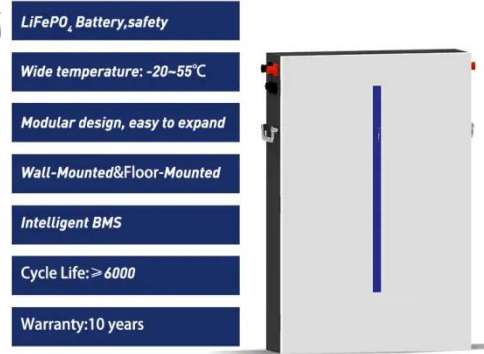 LiFePO₄ Battery,safety
Wide temperature: -20~55℃
Modular design, easy to expand
Wall-Mounted&Floor-Mounted
Intelligent BMS
Cycle Life:≥6000
Warranty:10 years